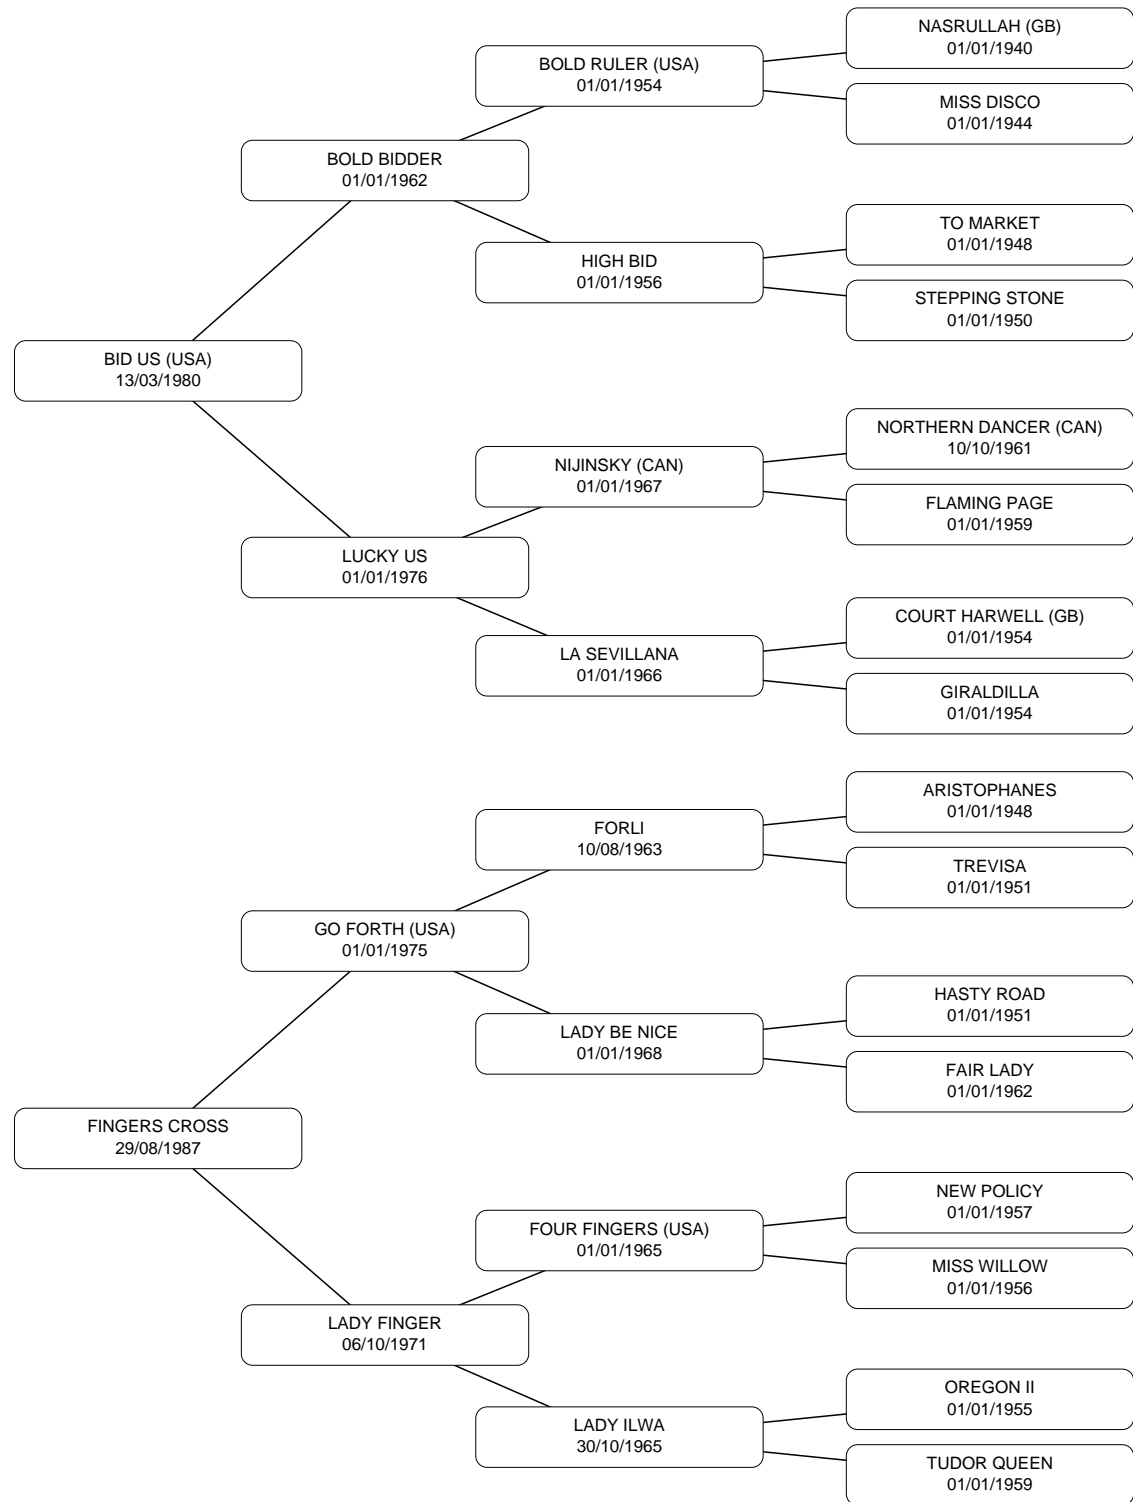 NASRULLAH (GB)
01/01/1940
BOLD RULER (USA)
01/01/1954
MISS DISCO
01/01/1944
BOLD BIDDER
01/01/1962
TO MARKET
01/01/1948
HIGH BID
01/01/1956
STEPPING STONE
01/01/1950
BID US (USA)
13/03/1980
NORTHERN DANCER (CAN)
10/10/1961
NIJINSKY (CAN)
01/01/1967
FLAMING PAGE
01/01/1959
LUCKY US
01/01/1976
COURT HARWELL (GB)
01/01/1954
LA SEVILLANA
01/01/1966
GIRALDILLA
01/01/1954
ARISTOPHANES
01/01/1948
FORLI
10/08/1963
TREVISA
01/01/1951
GO FORTH (USA)
01/01/1975
HASTY ROAD
01/01/1951
LADY BE NICE
01/01/1968
FAIR LADY
01/01/1962
FINGERS CROSS
29/08/1987
NEW POLICY
01/01/1957
FOUR FINGERS (USA)
01/01/1965
MISS WILLOW
01/01/1956
LADY FINGER
06/10/1971
OREGON II
01/01/1955
LADY ILWA
30/10/1965
TUDOR QUEEN
01/01/1959